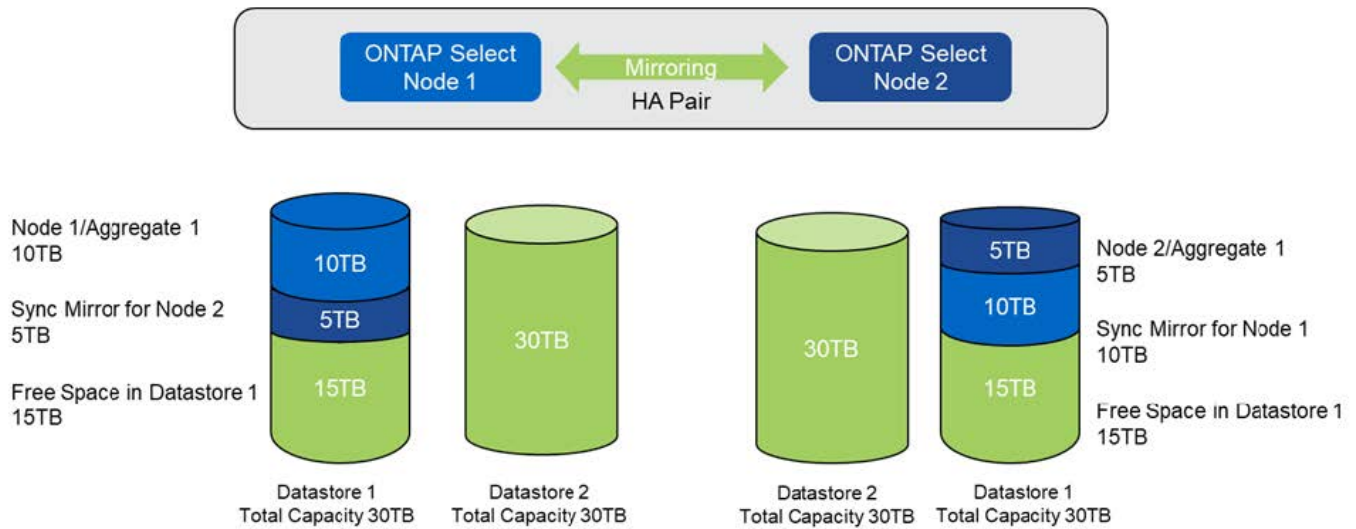 ONTAP Select
Node 1
Mirroring
HA Pair
ONTAP Select
Node 2
Node 1/Aggregate 1
10TB
Sync Mirror for Node 2
5TB
Free Space in Datastore 1
15TB
10TB
5TB
15TB
30TB
30TB
5TB
10TB
15TB
Node 2/Aggregate 1
5TB
Sync Mirror for Node 1
10TB
Free Space in Datastore 1
15TB
Datastore 1
Total Capacity 30TB
Datastore 2
Total Capacity 30TB
Datastore 2
Total Capacity 30TB
Datastore 1
Total Capacity 30TB